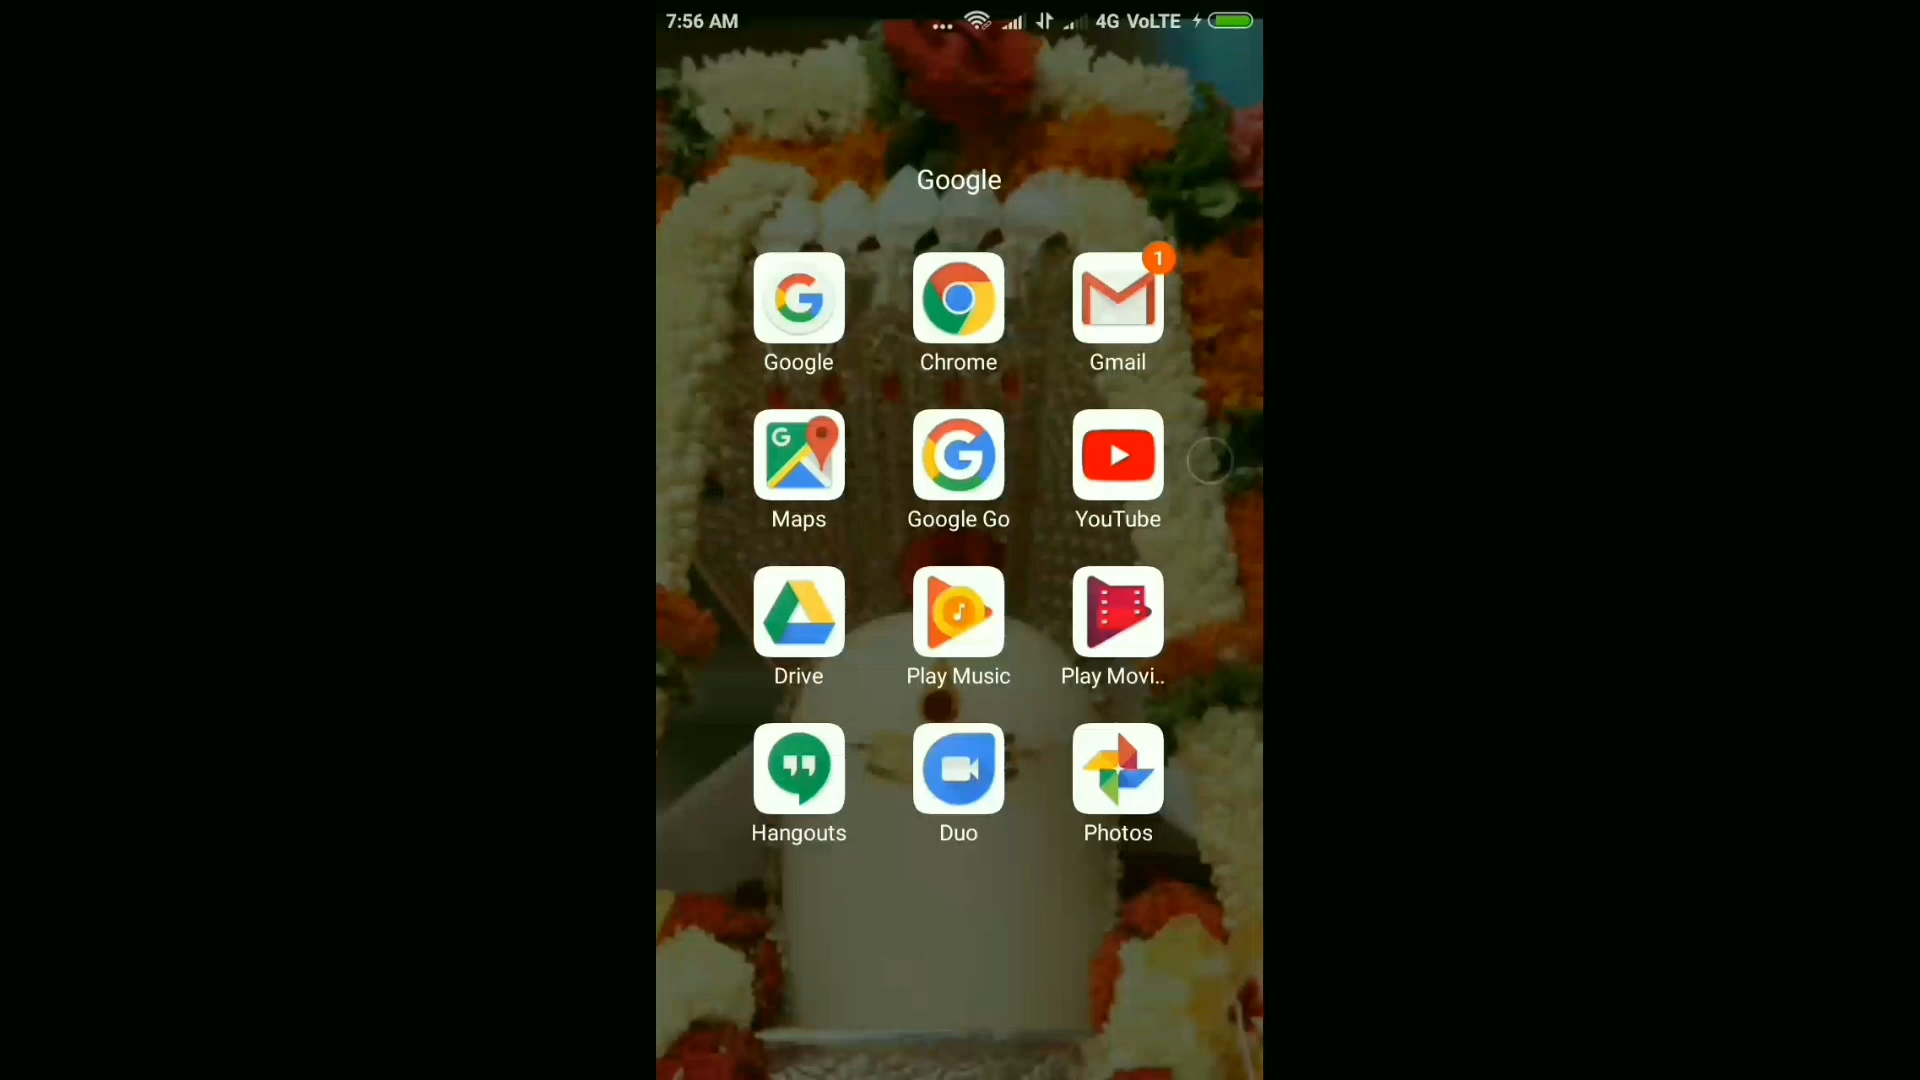 7:56 AM ... 4G VoLTE
Google
1
Google Chrome Gmail
Maps Google Go YouTube
Drive Play Music Play Movi..
Hangouts Duo Photos